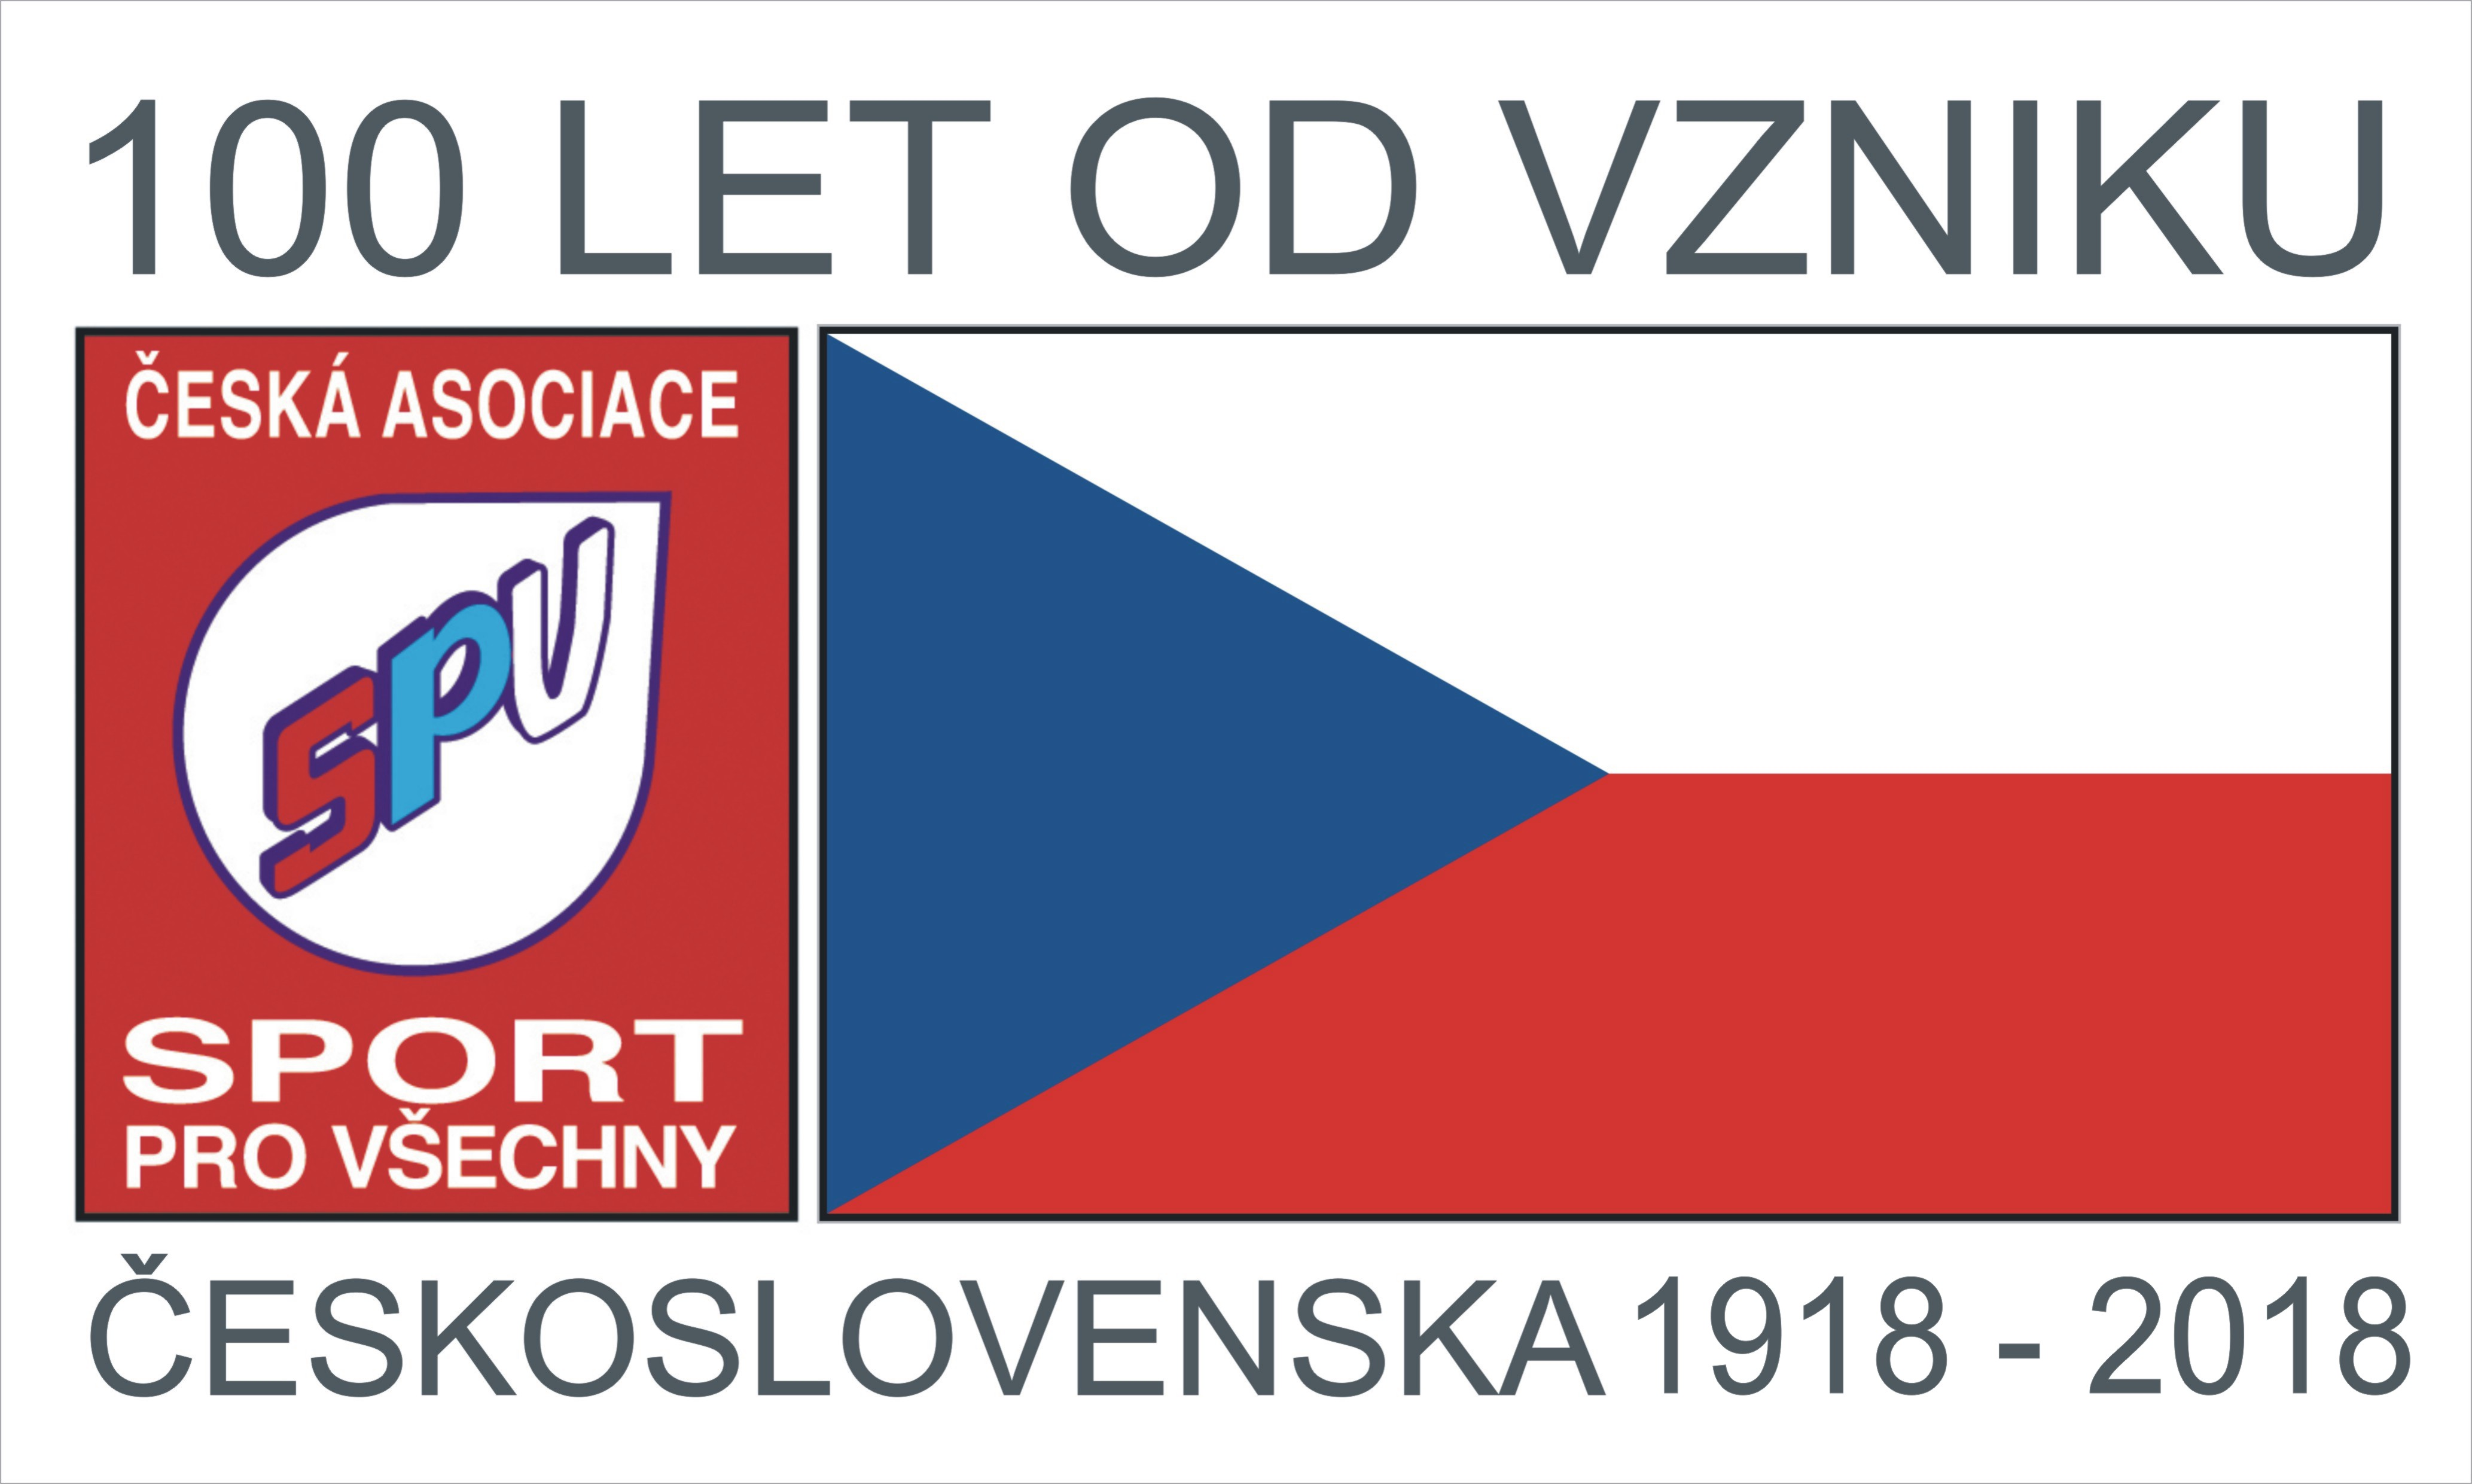 100 LET OD VZNIKU
ČESKÁ ASOCIACE
spv
SPORT
PRO VŠECHNY
ČESKOSLOVENSKA 1918 - 2018